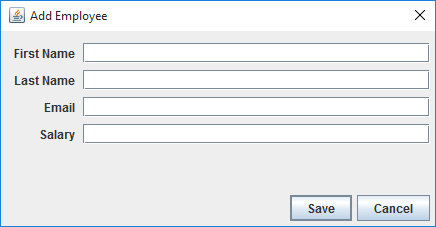 Add Employee
First Name
Last Name
Email
Salary
Save Cancel